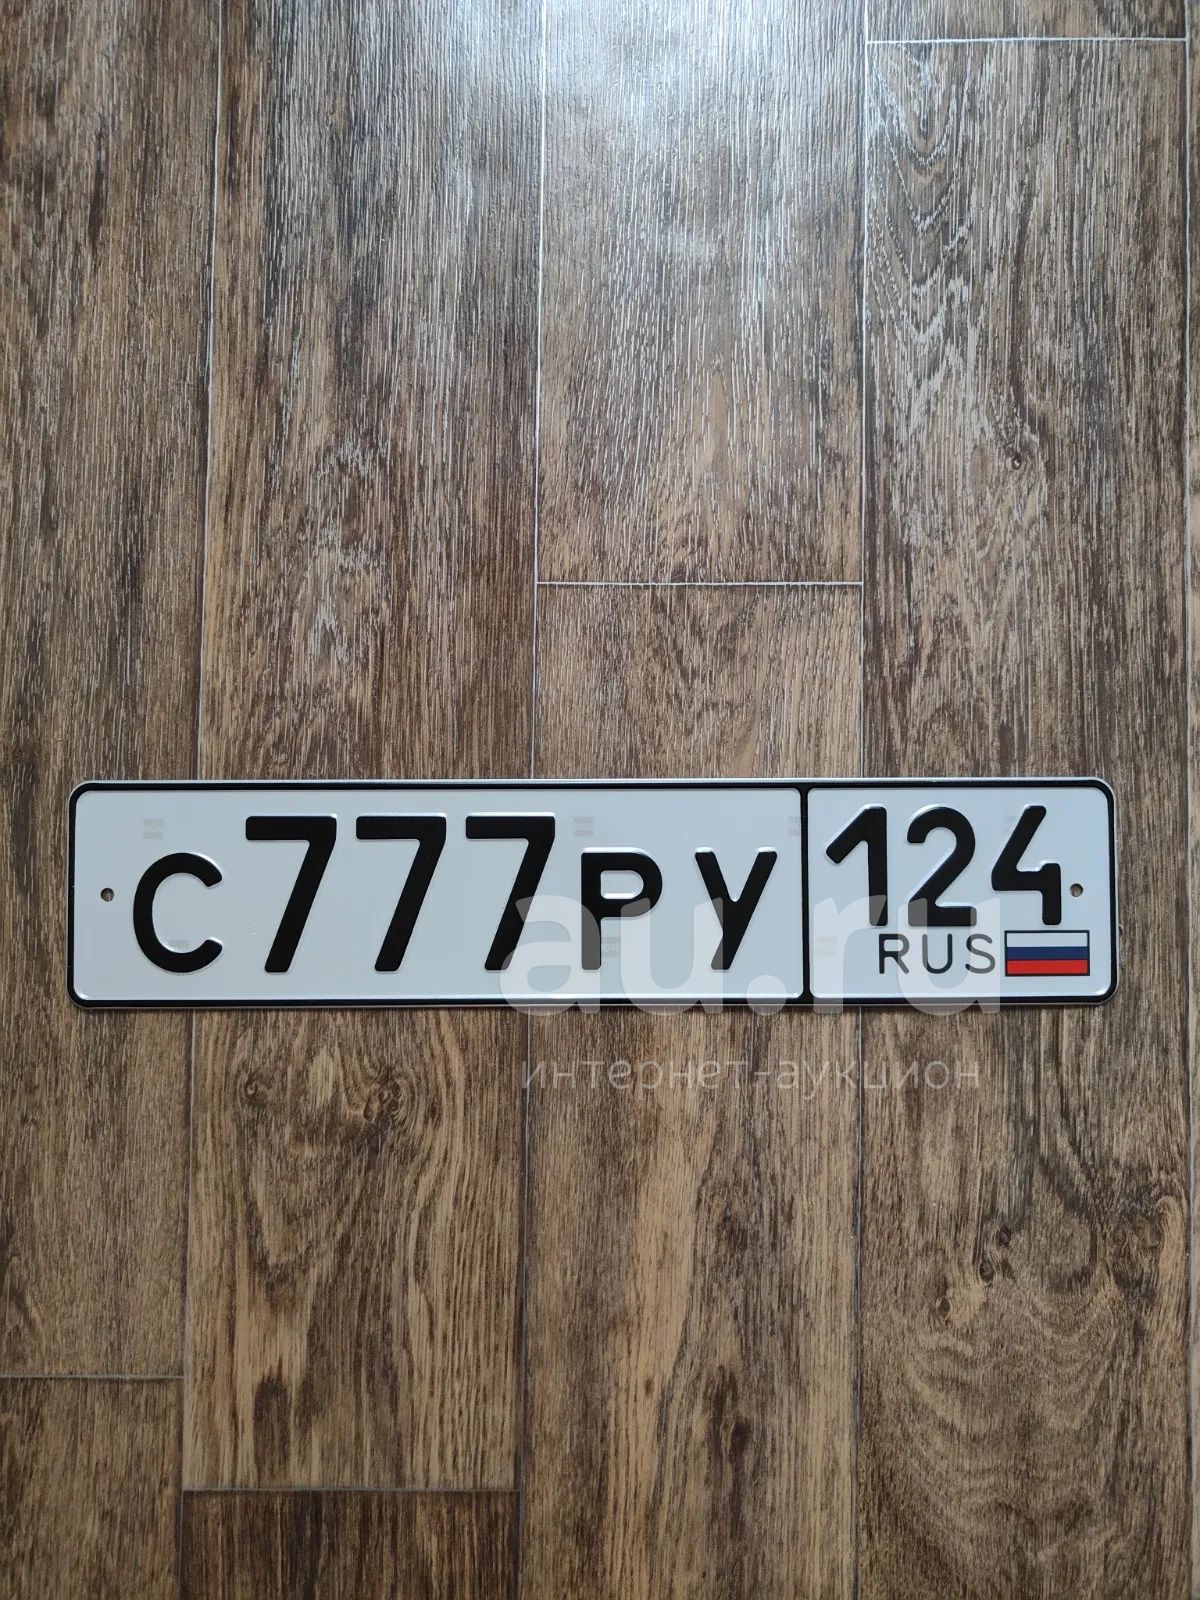 С777РУ 124
RUS
au.ru
интернет-аукцион